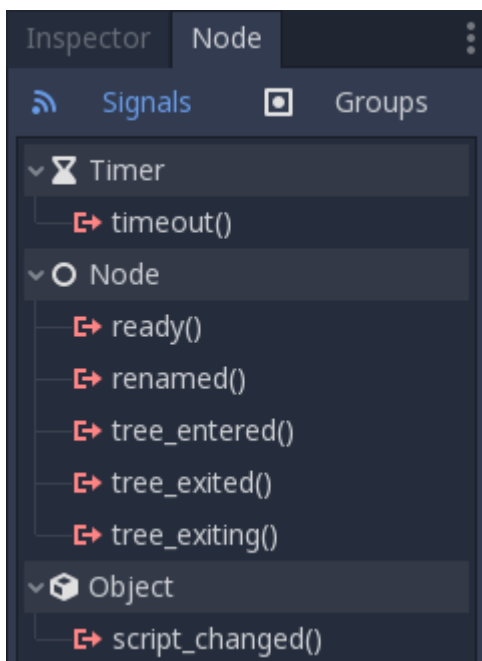 Inspector Node
Signals Groups
Timer
timeout()
Node
ready()
renamed()
tree_entered()
tree_exited()
tree_exiting()
Object
script_changed()